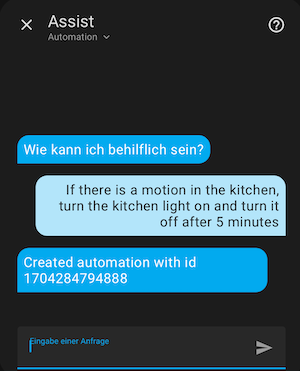 Assist
Automation
Wie kann ich behilflich sein?
If there is a motion in the kitchen,
turn the kitchen light on and turn it
off after 5 minutes
Created automation with id
1704284794888
Eingabe einer Anfrage